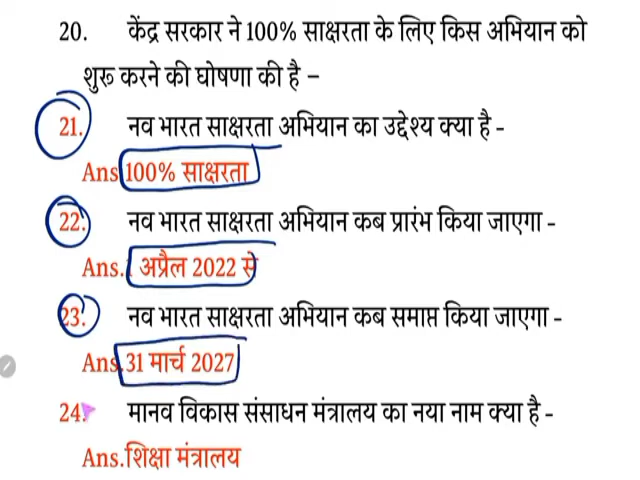 20. केंद्र सरकार ने 100% साक्षरता के लिए किस अभियान को
शुरू करने की घोषणा की है –
21. नव भारत साक्षरता अभियान का उद्देश्य क्या है -
Ans 100% साक्षरता
22. नव भारत साक्षरता अभियान कब प्रारंभ किया जाएगा -
Ans.1 अप्रैल 2022 से
23. नव भारत साक्षरता अभियान कब समाप्त किया जाएगा -
Ans.31 मार्च 2027
24. मानव विकास संसाधन मंत्रालय का नया नाम क्या है -
Ans.शिक्षा मंत्रालय